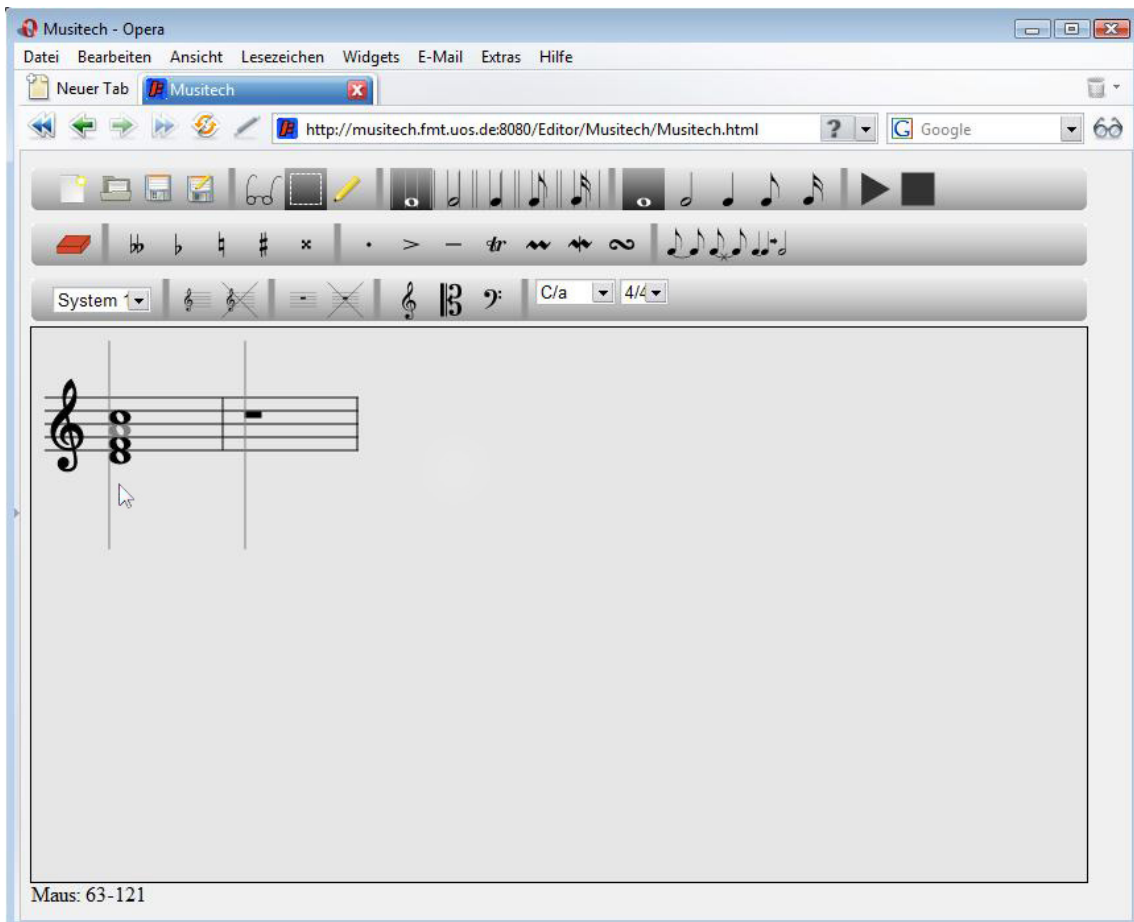 Musitech - Opera
Datei Bearbeiten Ansicht Lesezeichen Widgets E-Mail Extras Hilfe
Neuer Tab Musitech
http://musitech.fmt.uos.de:8080/Editor/Musitech/Musitech.html ? G Google
tr
System 1 C/a 4/4
Maus: 63-121